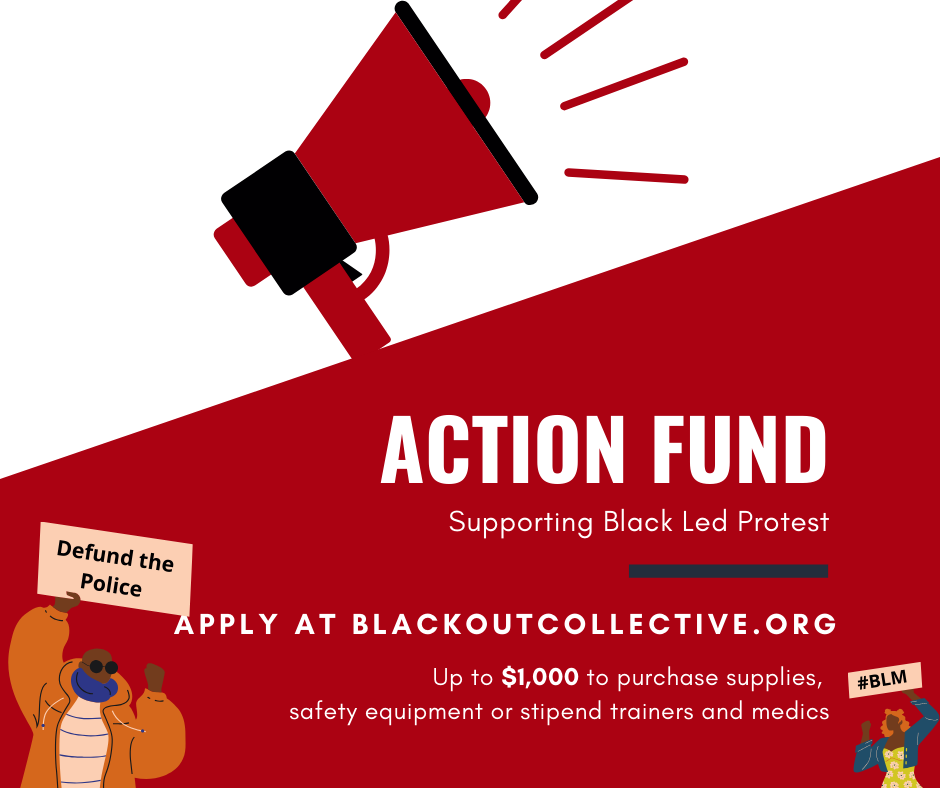 ACTION FUND
Supporting Black Led Protest
Defund the
Police
APPLY AT BLACKOUTCOLLECTIVE.ORG
Up to $1,000 to purchase supplies,
safety equipment or stipend trainers and medics
#BLM